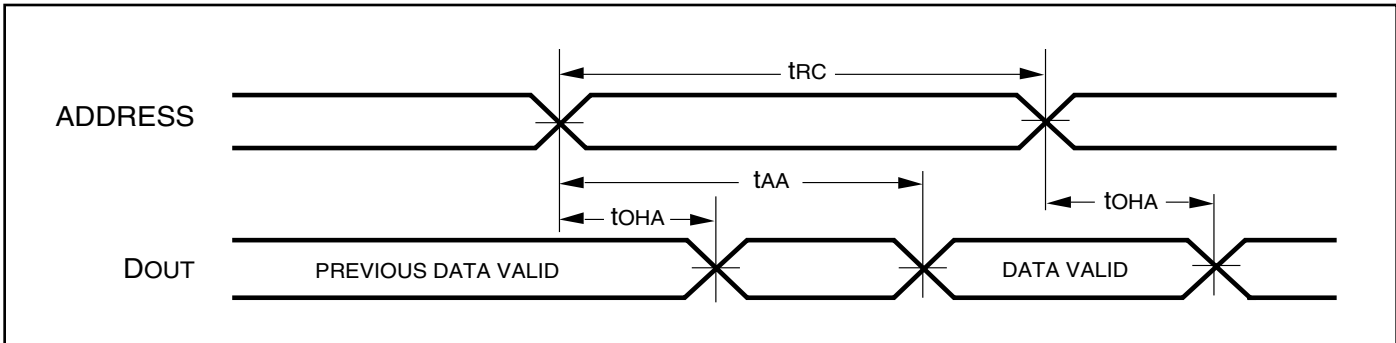 tRC
ADDRESS
tAA
tOHA
tOHA
DOUT
PREVIOUS DATA VALID
DATA VALID